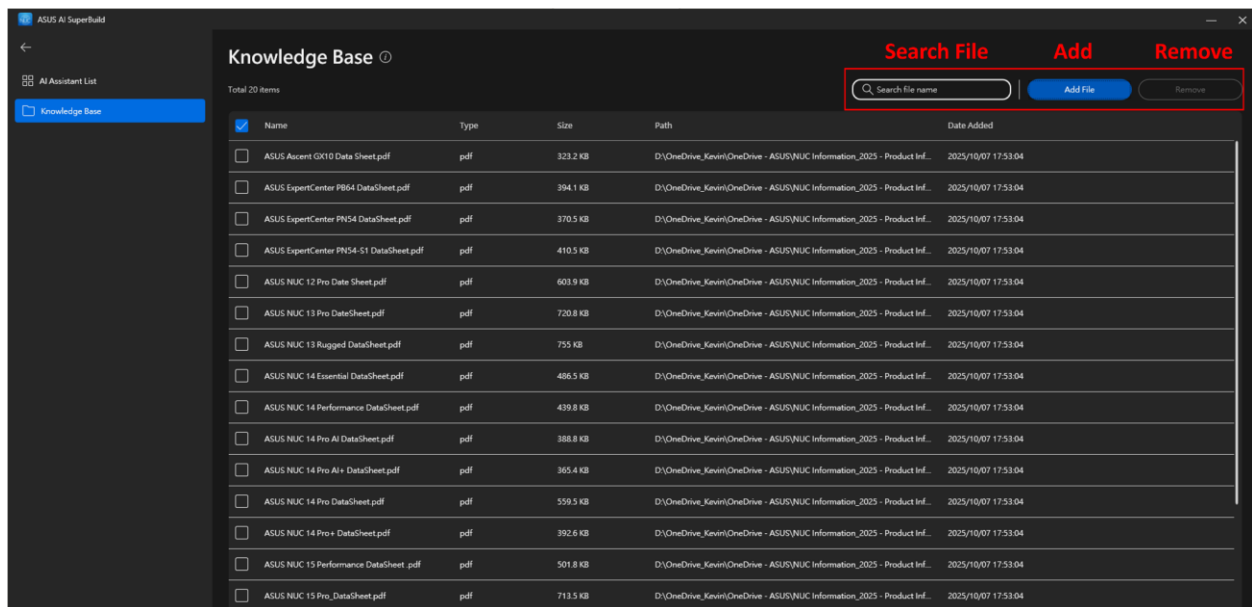 ASUS AI SuperBuild
Knowledge Base
Search File Add Remove
AI Assistant List
Total 20 items
Search file name
Add File
Remove
Knowledge Base
Name Type Size Path Date Added
ASUS Ascent GX10 Data Sheet.pdf pdf 323.2 KB D:\OneDrive_Kevin\OneDrive - ASUS\NUC Information_2025 - Product Inf... 2025/10/07 17:53:04
ASUS ExpertCenter PB64 DataSheet.pdf pdf 394.1 KB D:\OneDrive_Kevin\OneDrive - ASUS\NUC Information_2025 - Product Inf... 2025/10/07 17:53:04
ASUS ExpertCenter PN54 DataSheet.pdf pdf 370.5 KB D:\OneDrive_Kevin\OneDrive - ASUS\NUC Information_2025 - Product Inf... 2025/10/07 17:53:04
ASUS ExpertCenter PN54-S1 DataSheet.pdf pdf 410.5 KB D:\OneDrive_Kevin\OneDrive - ASUS\NUC Information_2025 - Product Inf... 2025/10/07 17:53:04
ASUS NUC 12 Pro Date Sheet.pdf pdf 603.9 KB D:\OneDrive_Kevin\OneDrive - ASUS\NUC Information_2025 - Product Inf... 2025/10/07 17:53:04
ASUS NUC 13 Pro DateSheet.pdf pdf 720.8 KB D:\OneDrive_Kevin\OneDrive - ASUS\NUC Information_2025 - Product Inf... 2025/10/07 17:53:04
ASUS NUC 13 Rugged DataSheet.pdf pdf 755 KB D:\OneDrive_Kevin\OneDrive - ASUS\NUC Information_2025 - Product Inf... 2025/10/07 17:53:04
ASUS NUC 14 Essential DataSheet.pdf pdf 486.5 KB D:\OneDrive_Kevin\OneDrive - ASUS\NUC Information_2025 - Product Inf... 2025/10/07 17:53:04
ASUS NUC 14 Performance DataSheet.pdf pdf 439.8 KB D:\OneDrive_Kevin\OneDrive - ASUS\NUC Information_2025 - Product Inf... 2025/10/07 17:53:04
ASUS NUC 14 Pro AI DataSheet.pdf pdf 388.8 KB D:\OneDrive_Kevin\OneDrive - ASUS\NUC Information_2025 - Product Inf... 2025/10/07 17:53:04
ASUS NUC 14 Pro AI+ DataSheet.pdf pdf 365.4 KB D:\OneDrive_Kevin\OneDrive - ASUS\NUC Information_2025 - Product Inf... 2025/10/07 17:53:04
ASUS NUC 14 Pro DataSheet.pdf pdf 559.5 KB D:\OneDrive_Kevin\OneDrive - ASUS\NUC Information_2025 - Product Inf... 2025/10/07 17:53:04
ASUS NUC 14 Pro+ DataSheet.pdf pdf 392.6 KB D:\OneDrive_Kevin\OneDrive - ASUS\NUC Information_2025 - Product Inf... 2025/10/07 17:53:04
ASUS NUC 15 Performance DataSheet .pdf pdf 501.8 KB D:\OneDrive_Kevin\OneDrive - ASUS\NUC Information_2025 - Product Inf... 2025/10/07 17:53:04
ASUS NUC 15 Pro_DataSheet.pdf pdf 713.5 KB D:\OneDrive_Kevin\OneDrive - ASUS\NUC Information_2025 - Product Inf... 2025/10/07 17:53:04